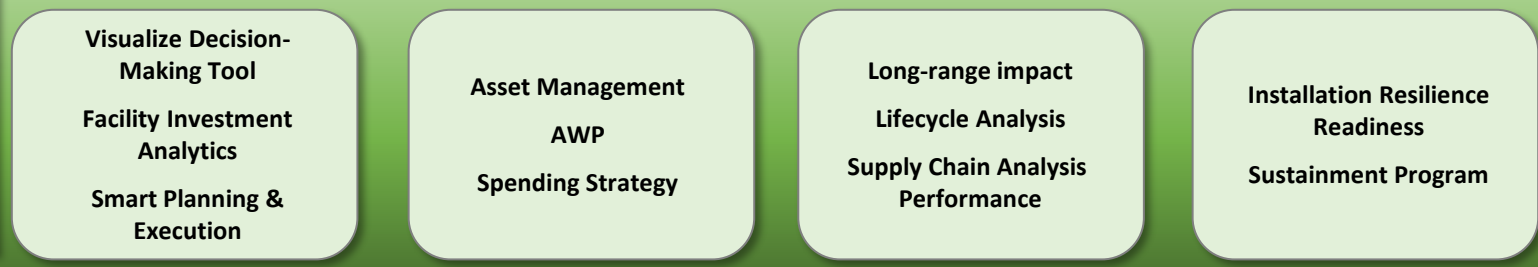 Visualize Decision-
Making Tool
Facility Investment
Analytics
Smart Planning &
Execution
Asset Management
AWP
Spending Strategy
Long-range impact
Lifecycle Analysis
Supply Chain Analysis
Performance
Installation Resilience
Readiness
Sustainment Program